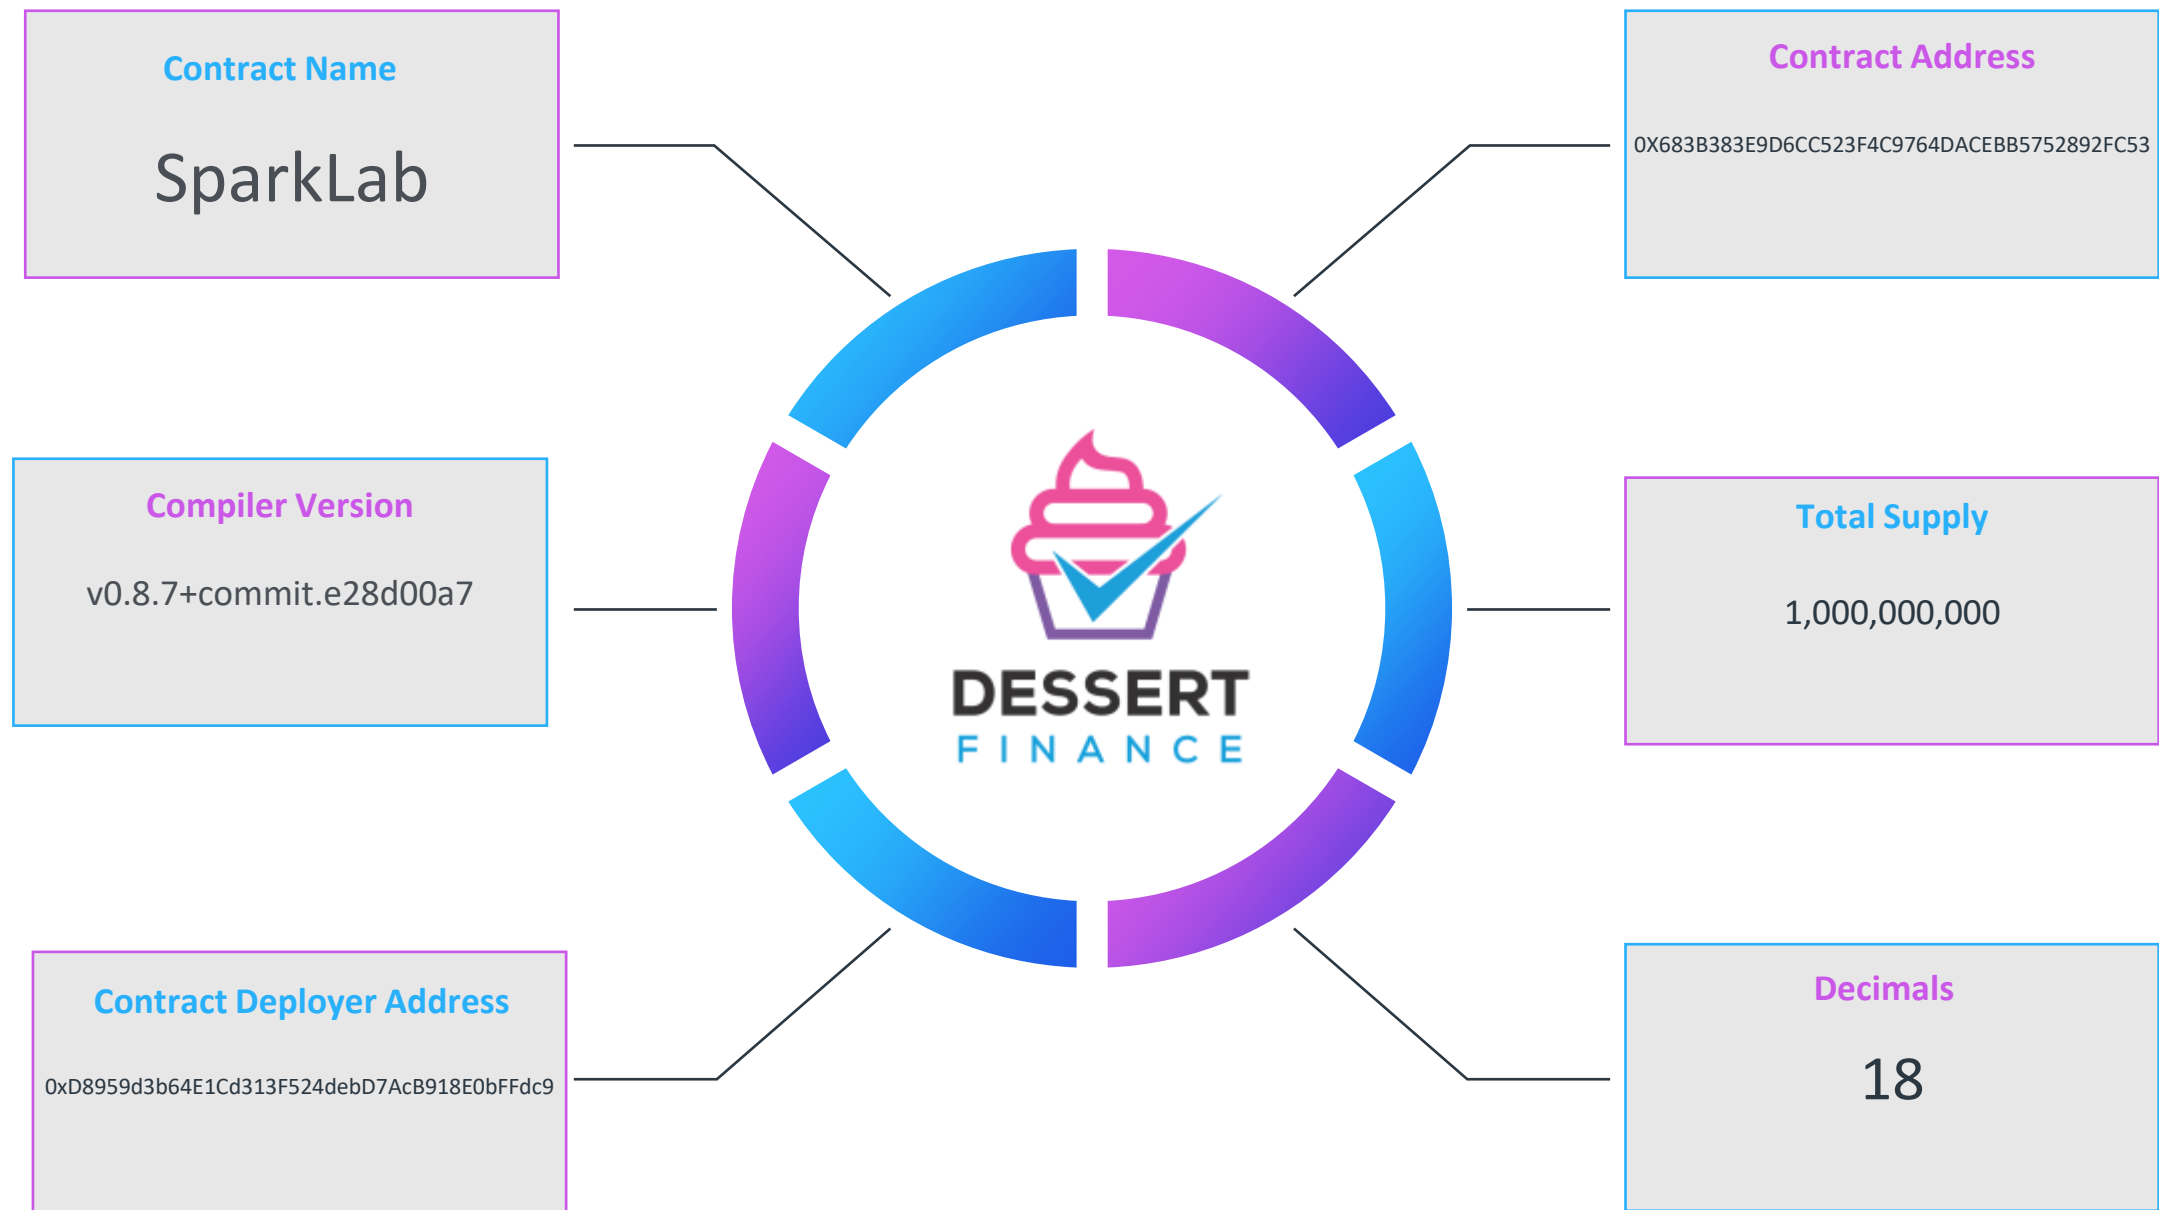 Contract Name
SparkLab
Contract Address
0X683B383E9D6CC523F4C9764DACEBB5752892FC53
Compiler Version
v0.8.7+commit.e28d00a7
DESSERT
FINANCE
Total Supply
1,000,000,000
Contract Deployer Address
0xD8959d3b64E1Cd313F524debD7AcB918E0bFFdc9
Decimals
18